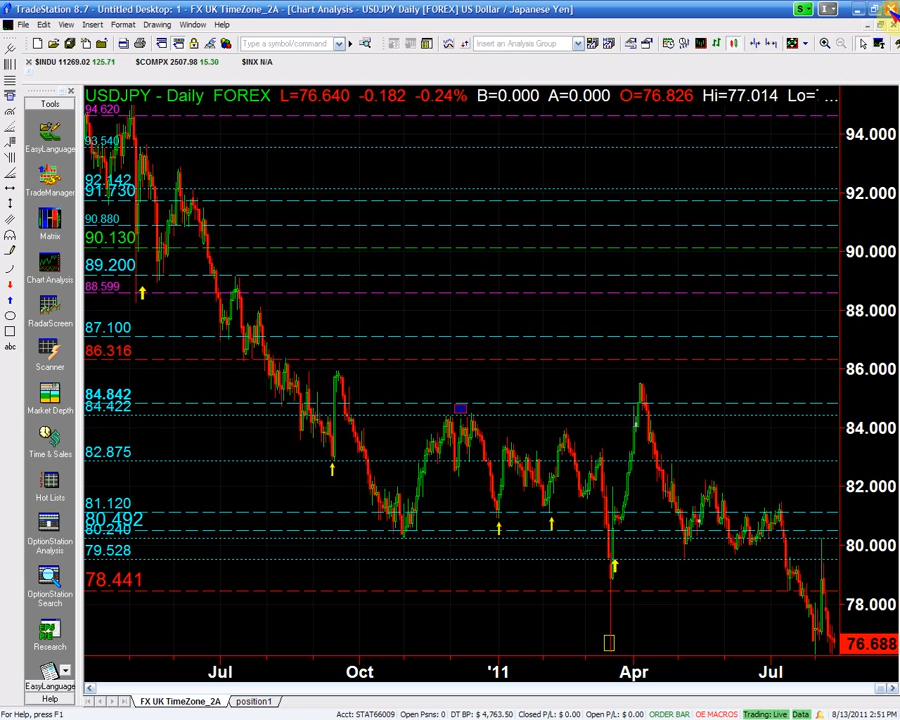 TradeStation 8.7 - Untitled Desktop: 1 - FX UK TimeZone_2A - [Chart Analysis - USDJPY Daily [FOREX] US Dollar / Japanese Yen]
File Edit View Insert Format Drawing Window Help
Type a symbol/command
Insert an Analysis Group
$INDU 11269.02 125.71 $COMPX 2507.98 15.30 $INX N/A
Tools
EasyLanguage
TradeManager
Matrix
Chart Analysis
RadarScreen
Scanner
Market Depth
Time & Sales
Hot Lists
OptionStation
Analysis
OptionStation
Search
Research
EasyLanguage
Help
abc
USDJPY - Daily FOREX L=76.640 -0.182 -0.24% B=0.000 A=0.000 O=76.826 Hi=77.014 Lo= ...
94.620
93.540
92.142
91.730
90.880
90.130
89.200
88.599
87.100
86.316
84.842
84.422
82.875
81.120
80.492
80.240
79.528
78.441
94.000
92.000
90.000
88.000
86.000
84.000
82.000
80.000
78.000
76.688
Jul Oct '11 Apr Jul
FX UK TimeZone_2A position1
For Help, press F1
Acct: STAT66009 Open Psns: 0 DT BP: $ 4,763.50 Closed P/L: $ 0.00 Open P/L: $ 0.00 ORDER BAR OE MACROS Trading: Live Data 8/13/2011 2:51 PM